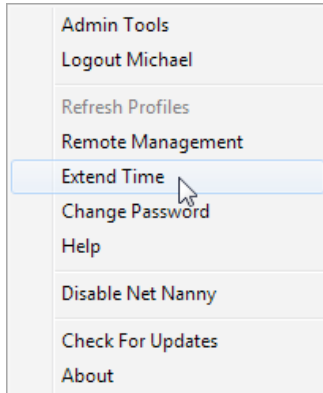 Admin Tools
Logout Michael
Refresh Profiles
Remote Management
Extend Time
Change Password
Help
Disable Net Nanny
Check For Updates
About